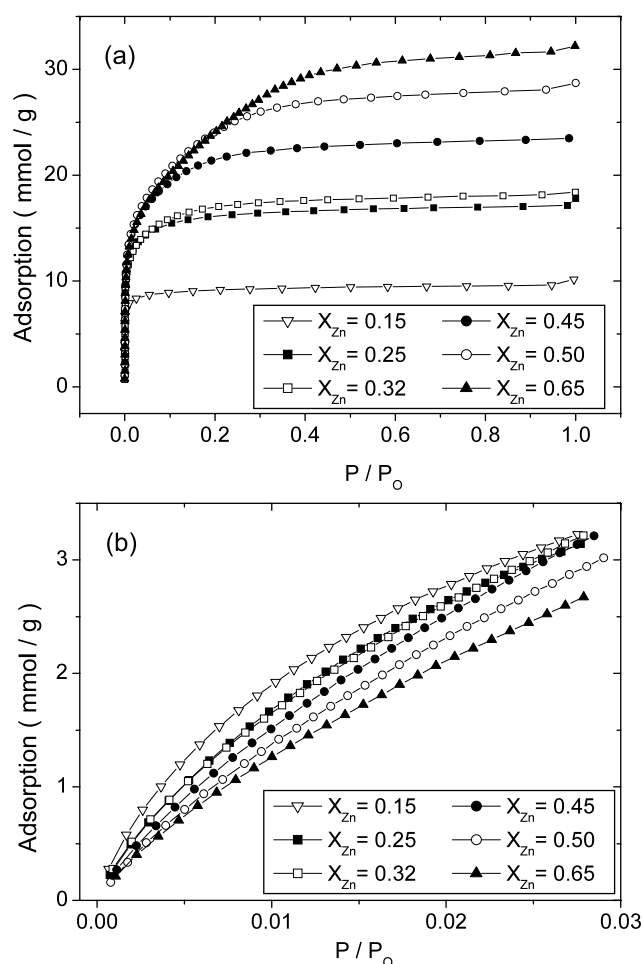 (a)
Adsorption ( mmol / g )
30
20
10
0
X_Zn = 0.15
X_Zn = 0.45
X_Zn = 0.25
X_Zn = 0.50
X_Zn = 0.32
X_Zn = 0.65
0.0 0.2 0.4 0.6 0.8 1.0
P / P_O
(b)
Adsorption ( mmol / g )
3
2
1
0
X_Zn = 0.15
X_Zn = 0.45
X_Zn = 0.25
X_Zn = 0.50
X_Zn = 0.32
X_Zn = 0.65
0.00 0.01 0.02 0.03
P / P_O